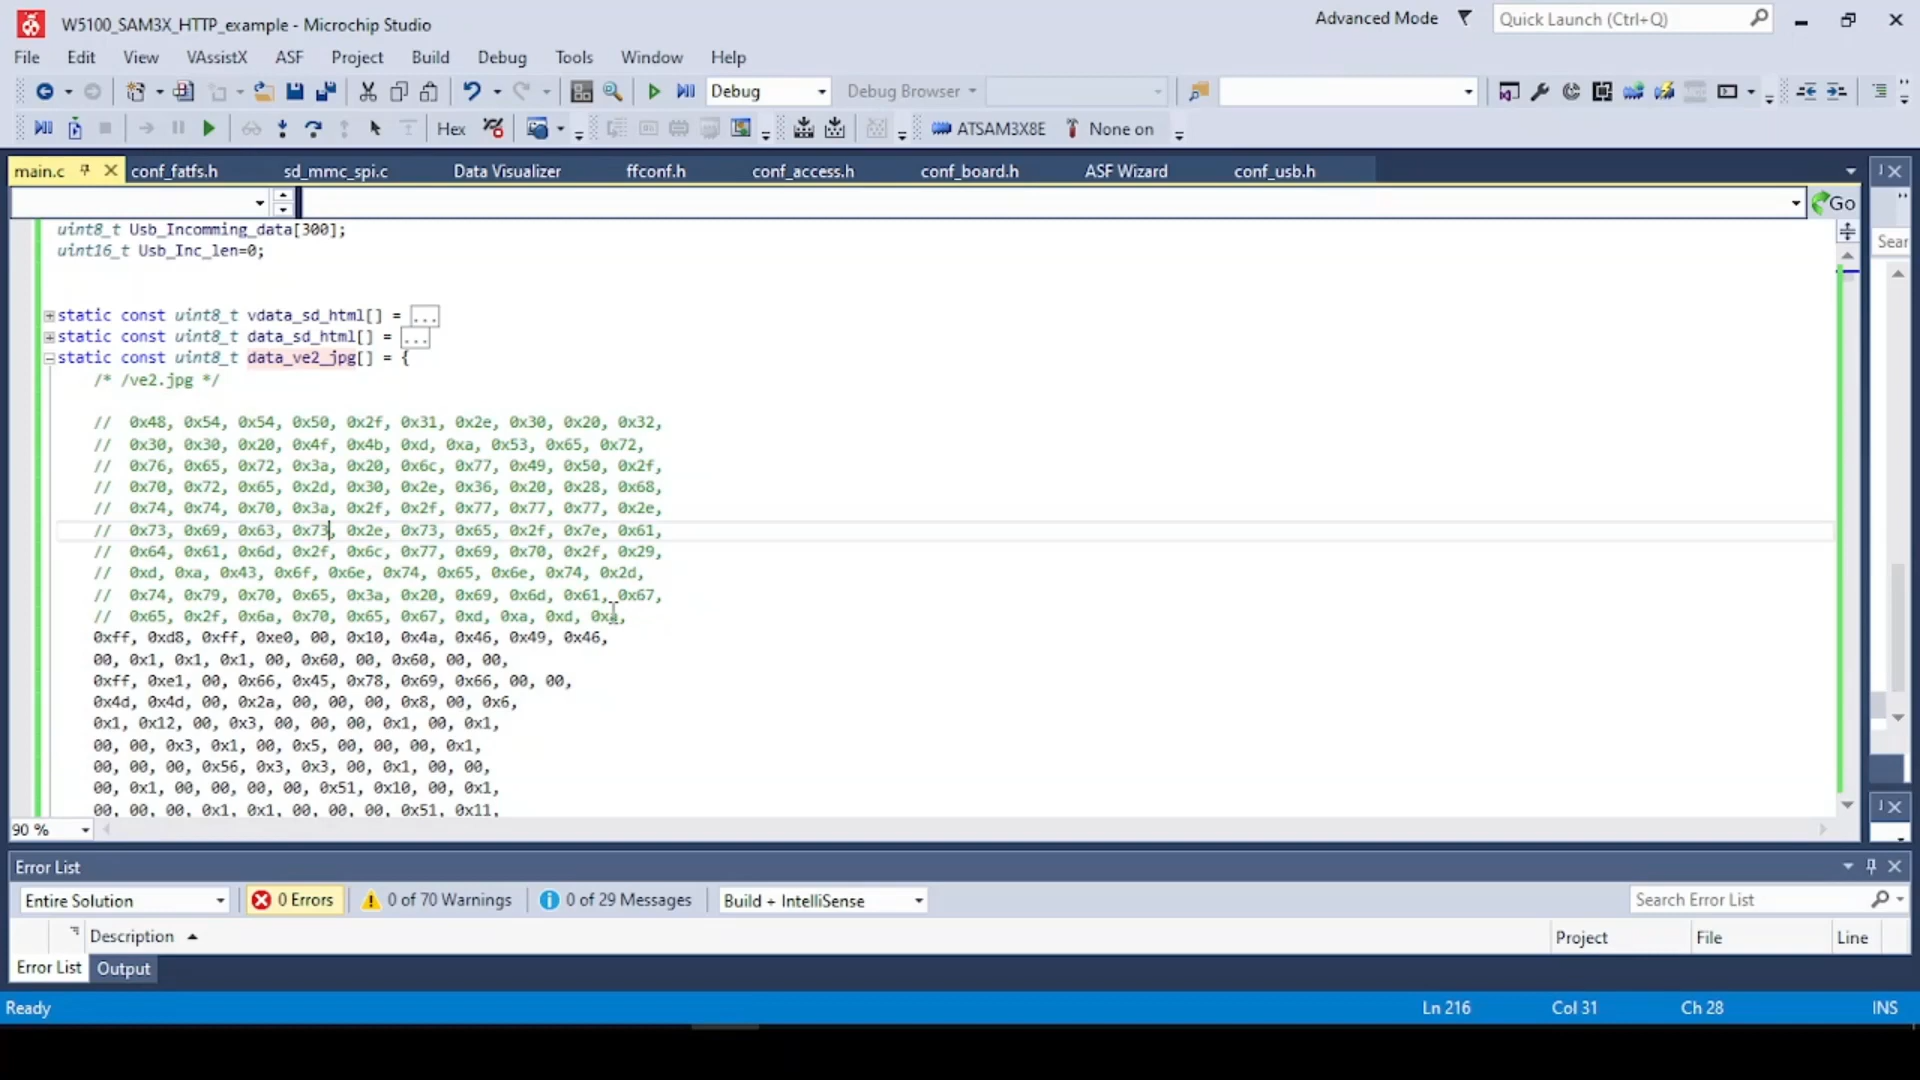 W5100_SAM3X_HTTP_example - Microchip Studio
Advanced Mode
Quick Launch (Ctrl+Q)
File Edit View VAssistX ASF Project Build Debug Tools Window Help
Debug
Debug Browser
Hex
ATSAM3X8E
None on
main.c
conf_fatfs.h
sd_mmc_spi.c
Data Visualizer
ffconf.h
conf_access.h
conf_board.h
ASF Wizard
conf_usb.h
Go
Sear
uint8_t Usb_Incomming_data[300];
uint16_t Usb_Inc_len=0;
static const uint8_t vdata_sd_html[] = ...
static const uint8_t data_sd_html[] = ...
static const uint8_t data_ve2_jpg[] = {
/* /ve2.jpg */
// 0x48, 0x54, 0x54, 0x50, 0x2f, 0x31, 0x2e, 0x30, 0x20, 0x32,
// 0x30, 0x30, 0x20, 0x4f, 0x4b, 0xd, 0xa, 0x53, 0x65, 0x72,
// 0x76, 0x65, 0x72, 0x3a, 0x20, 0x6c, 0x77, 0x49, 0x50, 0x2f,
// 0x70, 0x72, 0x65, 0x2d, 0x30, 0x2e, 0x36, 0x20, 0x28, 0x68,
// 0x74, 0x74, 0x70, 0x3a, 0x2f, 0x2f, 0x77, 0x77, 0x77, 0x2e,
// 0x73, 0x69, 0x63, 0x73, 0x2e, 0x73, 0x65, 0x2f, 0x7e, 0x61,
// 0x64, 0x61, 0x6d, 0x2f, 0x6c, 0x77, 0x69, 0x70, 0x2f, 0x29,
// 0xd, 0xa, 0x43, 0x6f, 0x6e, 0x74, 0x65, 0x6e, 0x74, 0x2d,
// 0x74, 0x79, 0x70, 0x65, 0x3a, 0x20, 0x69, 0x6d, 0x61, 0x67,
// 0x65, 0x2f, 0x6a, 0x70, 0x65, 0x67, 0xd, 0xa, 0xd, 0xa,
0xff, 0xd8, 0xff, 0xe0, 00, 0x10, 0x4a, 0x46, 0x49, 0x46,
00, 0x1, 0x1, 0x1, 00, 0x60, 00, 0x60, 00, 00,
0xff, 0xe1, 00, 0x66, 0x45, 0x78, 0x69, 0x66, 00, 00,
0x4d, 0x4d, 00, 0x2a, 00, 00, 00, 0x8, 00, 0x6,
0x1, 0x12, 00, 0x3, 00, 00, 00, 0x1, 00, 0x1,
00, 00, 0x3, 0x1, 00, 0x5, 00, 00, 00, 0x1,
00, 00, 00, 0x56, 0x3, 0x3, 00, 0x1, 00, 00,
00, 0x1, 00, 00, 00, 00, 0x51, 0x10, 00, 0x1,
00, 00, 00, 0x1, 0x1, 00, 00, 00, 0x51, 0x11,
90 %
Error List
Entire Solution
0 Errors
0 of 70 Warnings
0 of 29 Messages
Build + IntelliSense
Search Error List
Description
Project
File
Line
Error List
Output
Ready
Ln 216
Col 31
Ch 28
INS